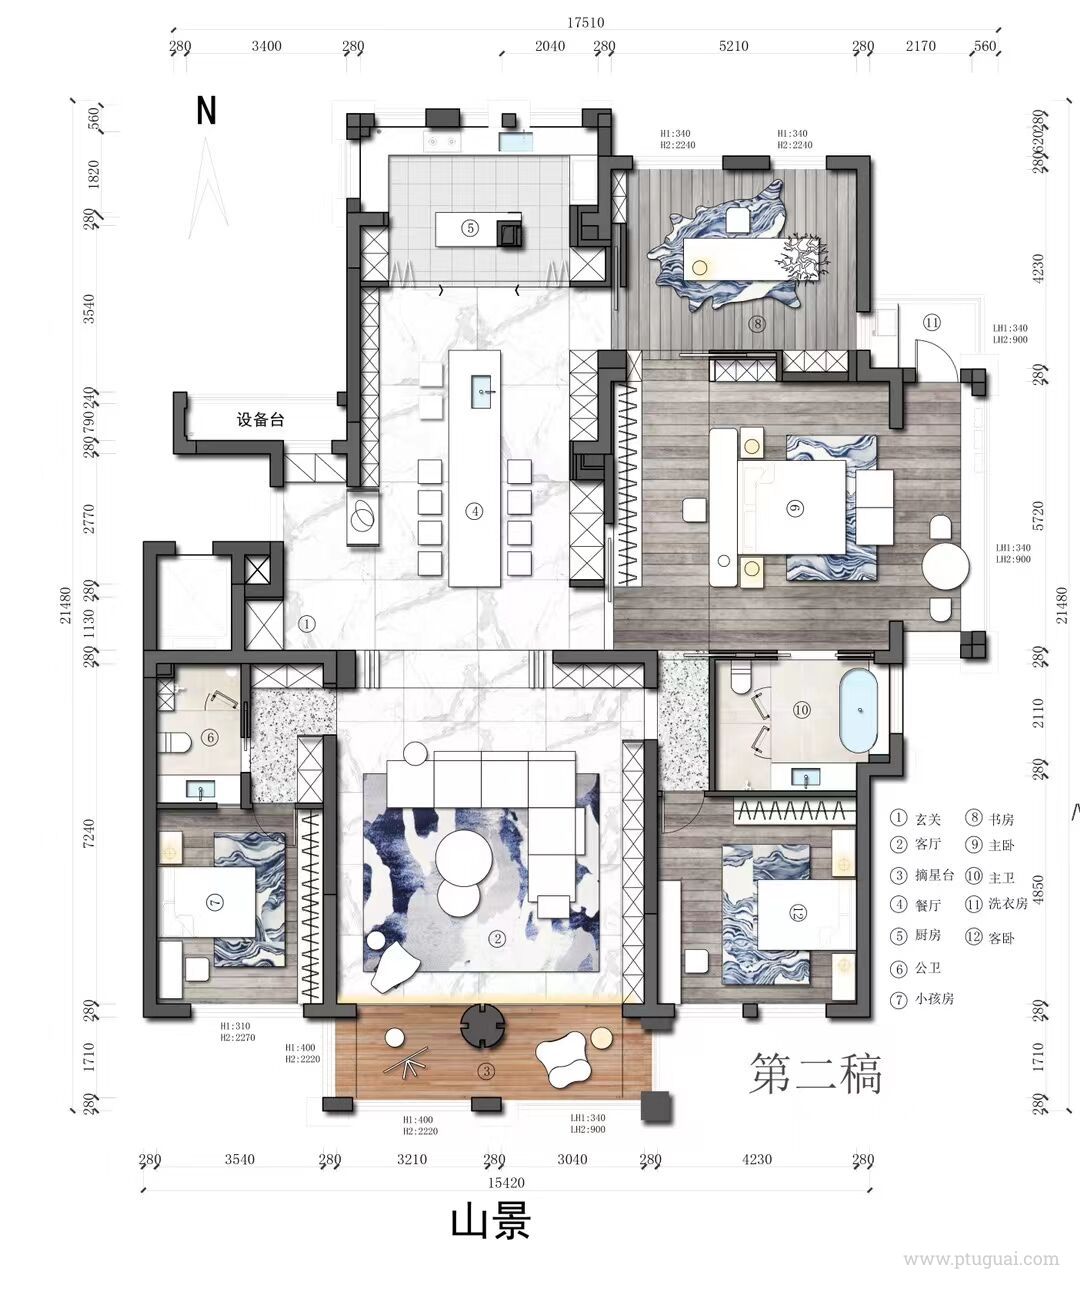 17510
280 3400 280 2040 280 5210 280 2170 560
N
560
1820
280
3540
240
790
280
2770
280
1130
280
21480
7240
280
1710
280
H1:340
H2:2240
H1:340
H2:2240
280
620
280
4230
280
5720
280
2110
280
4850
280
1710
280
21480
⑤
⑧
⑪
LH1:340
LH2:900
设备台
④
⑥
LH1:340
LH2:900
①
⑥
⑩
⑦
②
⑫
① 玄关
② 客厅
③ 摘星台
④ 餐厅
⑤ 厨房
⑥ 公卫
⑦ 小孩房
⑧ 书房
⑨ 主卧
⑩ 主卫
⑪ 洗衣房
⑫ 客卧
H1:310
H2:2270
H1:400
H2:2220
③
第二稿
H1:400
H2:2220
LH1:340
LH2:900
280 3540 280 3210 280 3040 280 4230 280
15420
山景
www.ptuguai.com